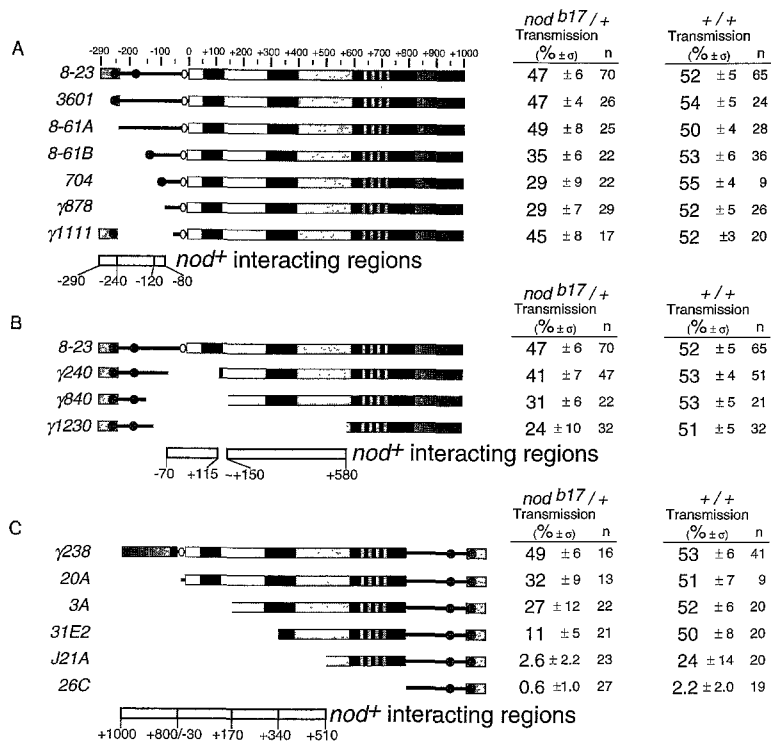 A
nod b17/+ Transmission (% ± σ) n
+/+ Transmission (% ± σ) n
-290 -200 -100 0 +100 +200 +300 +400 +500 +600 +700 +800 +900 +1000
8-23 47 ± 6 70 52 ± 5 65
3601 47 ± 4 26 54 ± 5 24
8-61A 49 ± 8 25 50 ± 4 28
8-61B 35 ± 6 22 53 ± 6 36
704 29 ± 9 22 55 ± 4 9
γ878 29 ± 7 29 52 ± 5 26
γ1111 45 ± 8 17 52 ±3 20
nod+ interacting regions
-290 -240 -120 -80
B
nod b17/+ Transmission (% ± σ) n
+/+ Transmission (% ± σ) n
8-23 47 ± 6 70 52 ± 5 65
γ240 41 ± 7 47 53 ± 4 51
γ840 31 ± 6 22 53 ± 5 21
γ1230 24 ± 10 32 51 ± 5 32
nod+ interacting regions
-70 +115 ~+150 +580
C
nod b17/+ Transmission (% ± σ) n
+/+ Transmission (% ± σ) n
γ238 49 ± 6 16 53 ± 6 41
20A 32 ± 9 13 51 ± 7 9
3A 27 ± 12 22 52 ± 6 20
31E2 11 ± 5 21 50 ± 8 20
J21A 2.6 ± 2.2 23 24 ± 14 20
26C 0.6 ±1.0 27 2.2 ± 2.0 19
nod+ interacting regions
+1000 +800/-30 +170 +340 +510